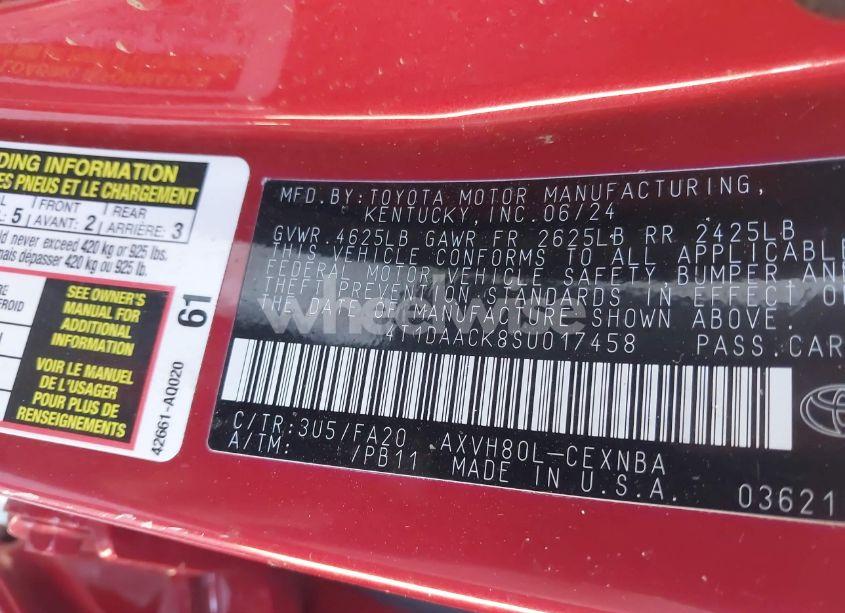 DING INFORMATION
ES PNEUS ET LE CHARGEMENT
: 5 FRONT AVANT: 2 REAR ARRIÈRE: 3
ld never exceed 420 kg or 925 lbs.
mais dépasser 420 kg ou 925 lb.
SEE OWNER'S
MANUAL FOR
ADDITIONAL
INFORMATION
VOIR LE MANUEL
DE L'USAGER
POUR PLUS DE
RENSEIGNEMENTS
61
42661-AQ020
MFD. BY: TOYOTA MOTOR MANUFACTURING,
KENTUCKY, INC. 06/24
GVWR 4625LB GAWR FR 2625LB RR 2425LB
THIS VEHICLE CONFORMS TO ALL APPLICABLE
FEDERAL MOTOR VEHICLE SAFETY BUMPER AND
THEFT PREVENTION STANDARDS IN EFFECT O
THE DATE OF MANUFACTURE SHOWN ABOVE.
4T1DAACK8SU017458 PASS. CAR
C/TR: 3U5/FA20 AXVH80L-CEXNBA
A/TM: /PB11 MADE IN U.S.A.
03621
wheelwise